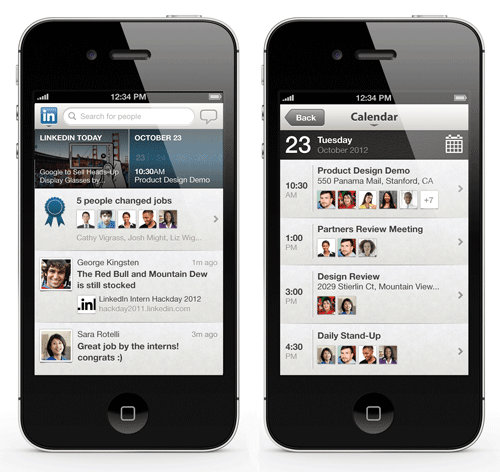 12:34 PM
in
Search for people
LINKEDIN TODAY
Google to Sell Heads-Up
Display Glasses by...
OCTOBER 23
10:30AM
Product Design Demo
5 people changed jobs
Cathy Vigrass, Josh Might, Liz Wig...
George Kingsten
1m ago
The Red Bull and Mountain Dew
is still stocked
.in
LinkedIn Intern Hackday 2012
hackday2011.linkedin.com
Sara Rotelli
3m ago
Great job by the interns!
congrats :)
12:34 PM
Back
Calendar
23
Tuesday
October 2012
10:30
AM
Product Design Demo
550 Panama Mail, Stanford, CA
+7
1:00
PM
Partners Review Meeting
3:00
PM
Design Review
2029 Stierlin Ct, Mountain View...
4:30
PM
Daily Stand-Up